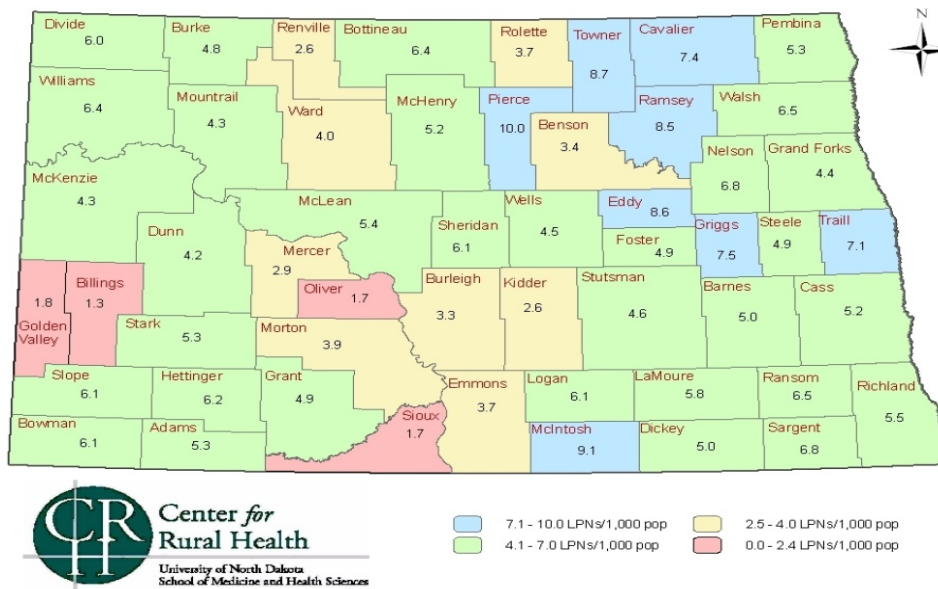 N
Divide
6.0
Burke
4.8
Renville
2.6
Bottineau
6.4
Rolette
3.7
Towner
8.7
Cavalier
7.4
Pembina
5.3
Williams
6.4
Mountrail
4.3
Ward
4.0
McHenry
5.2
Pierce
10.0
Benson
3.4
Ramsey
8.5
Walsh
6.5
Nelson
6.8
Grand Forks
4.4
McKenzie
4.3
Dunn
4.2
McLean
5.4
Sheridan
6.1
Wells
4.5
Eddy
8.6
Foster
4.9
Griggs
7.5
Steele
4.9
Traill
7.1
Mercer
2.9
Oliver
1.7
Burleigh
3.3
Kidder
2.6
Stutsman
4.6
Barnes
5.0
Cass
5.2
1.8
Golden
Valley
Billings
1.3
Stark
5.3
Morton
3.9
Slope
6.1
Hettinger
6.2
Grant
4.9
Emmons
3.7
Logan
6.1
LaMoure
5.8
Ransom
6.5
Richland
5.5
Bowman
6.1
Adams
5.3
Sioux
1.7
McIntosh
9.1
Dickey
5.0
Sargent
6.8
CRH
Center for
Rural Health
University of North Dakota
School of Medicine and Health Sciences
7.1 - 10.0 LPNs/1,000 pop
4.1 - 7.0 LPNs/1,000 pop
2.5 - 4.0 LPNs/1,000 pop
0.0 - 2.4 LPNs/1,000 pop